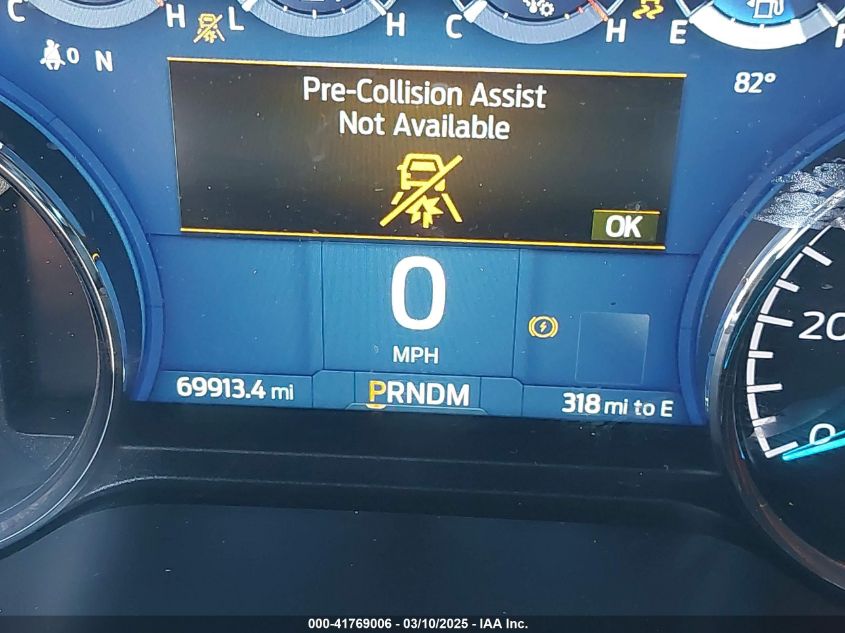 C H L H C H E F
0 N
82°
Pre-Collision Assist
Not Available
OK
0
MPH
20
69913.4 mi
PRNDM
318 mi to E
0
000-41769006 - 03/10/2025 - IAA Inc.